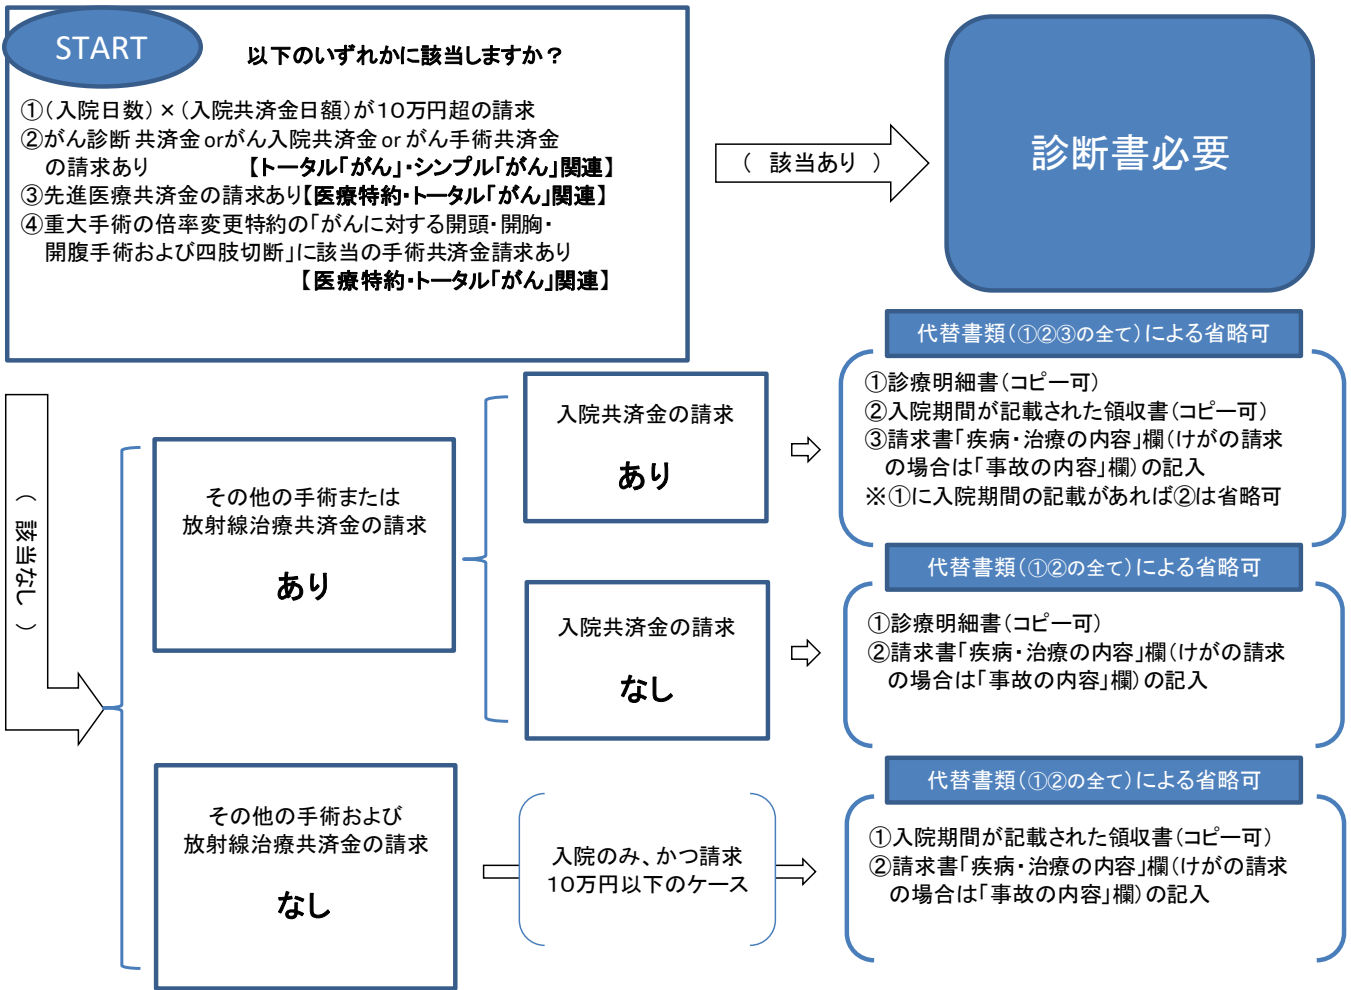 START
以下のいずれかに該当しますか？
①(入院日数)×(入院共済金日額)が10万円超の請求
②がん診断共済金orがん入院共済金orがん手術共済金
の請求あり 【トータル「がん」・シンプル「がん」関連】
③先進医療共済金の請求あり【医療特約・トータル「がん」関連】
④重大手術の倍率変更特約の「がんに対する開頭・開胸・
開腹手術および四肢切断」に該当の手術共済金請求あり
【医療特約・トータル「がん」関連】
( 該当あり )
診断書必要
( 該当なし )
その他の手術または
放射線治療共済金の請求
あり
入院共済金の請求
あり
代替書類(①②③の全て)による省略可
①診療明細書(コピー可)
②入院期間が記載された領収書(コピー可)
③請求書「疾病・治療の内容」欄(けがの請求
の場合は「事故の内容」欄)の記入
※①に入院期間の記載があれば②は省略可
入院共済金の請求
なし
代替書類(①②の全て)による省略可
①診療明細書(コピー可)
②請求書「疾病・治療の内容」欄(けがの請求
の場合は「事故の内容」欄)の記入
その他の手術および
放射線治療共済金の請求
なし
入院のみ、かつ請求
10万円以下のケース
代替書類(①②の全て)による省略可
①入院期間が記載された領収書(コピー可)
②請求書「疾病・治療の内容」欄(けがの請求
の場合は「事故の内容」欄)の記入